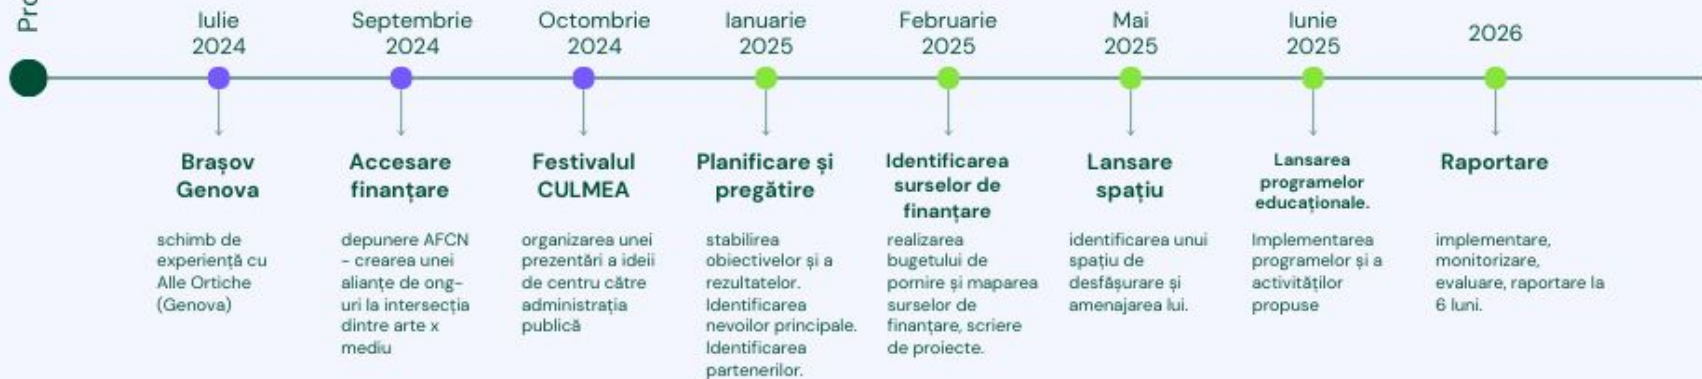 Iulie
2024
Septembrie
2024
Octombrie
2024
Ianuarie
2025
Februarie
2025
Mai
2025
Iunie
2025
2026
Brașov
Genova
Accesare
finanțare
Festivalul
CULMEA
Planificare și
pregătire
Identificarea
surselor de
finanțare
Lansare
spațiu
Lansarea
programelor
educaționale.
Raportare
schimb de
experiență cu
Alle Ortiche
(Genova)
depunere AFCN
- crearea unei
alianțe de ong-
uri la intersecția
dintre arte x
mediu
organizarea unei
prezentări a ideii
de centru către
administrația
publică
stabilirea
obiectivelor și a
rezultatelor.
Identificarea
nevoilor principale.
Identificarea
partenerilor.
realizarea
bugetului de
pornire și maparea
surselor de
finanțare, scriere
de proiecte.
identificarea unui
spațiu de
desfășurare și
amenajarea lui.
Implementarea
programelor și a
activităților
propuse
implementare,
monitorizare,
evaluare, raportare la
6 luni.